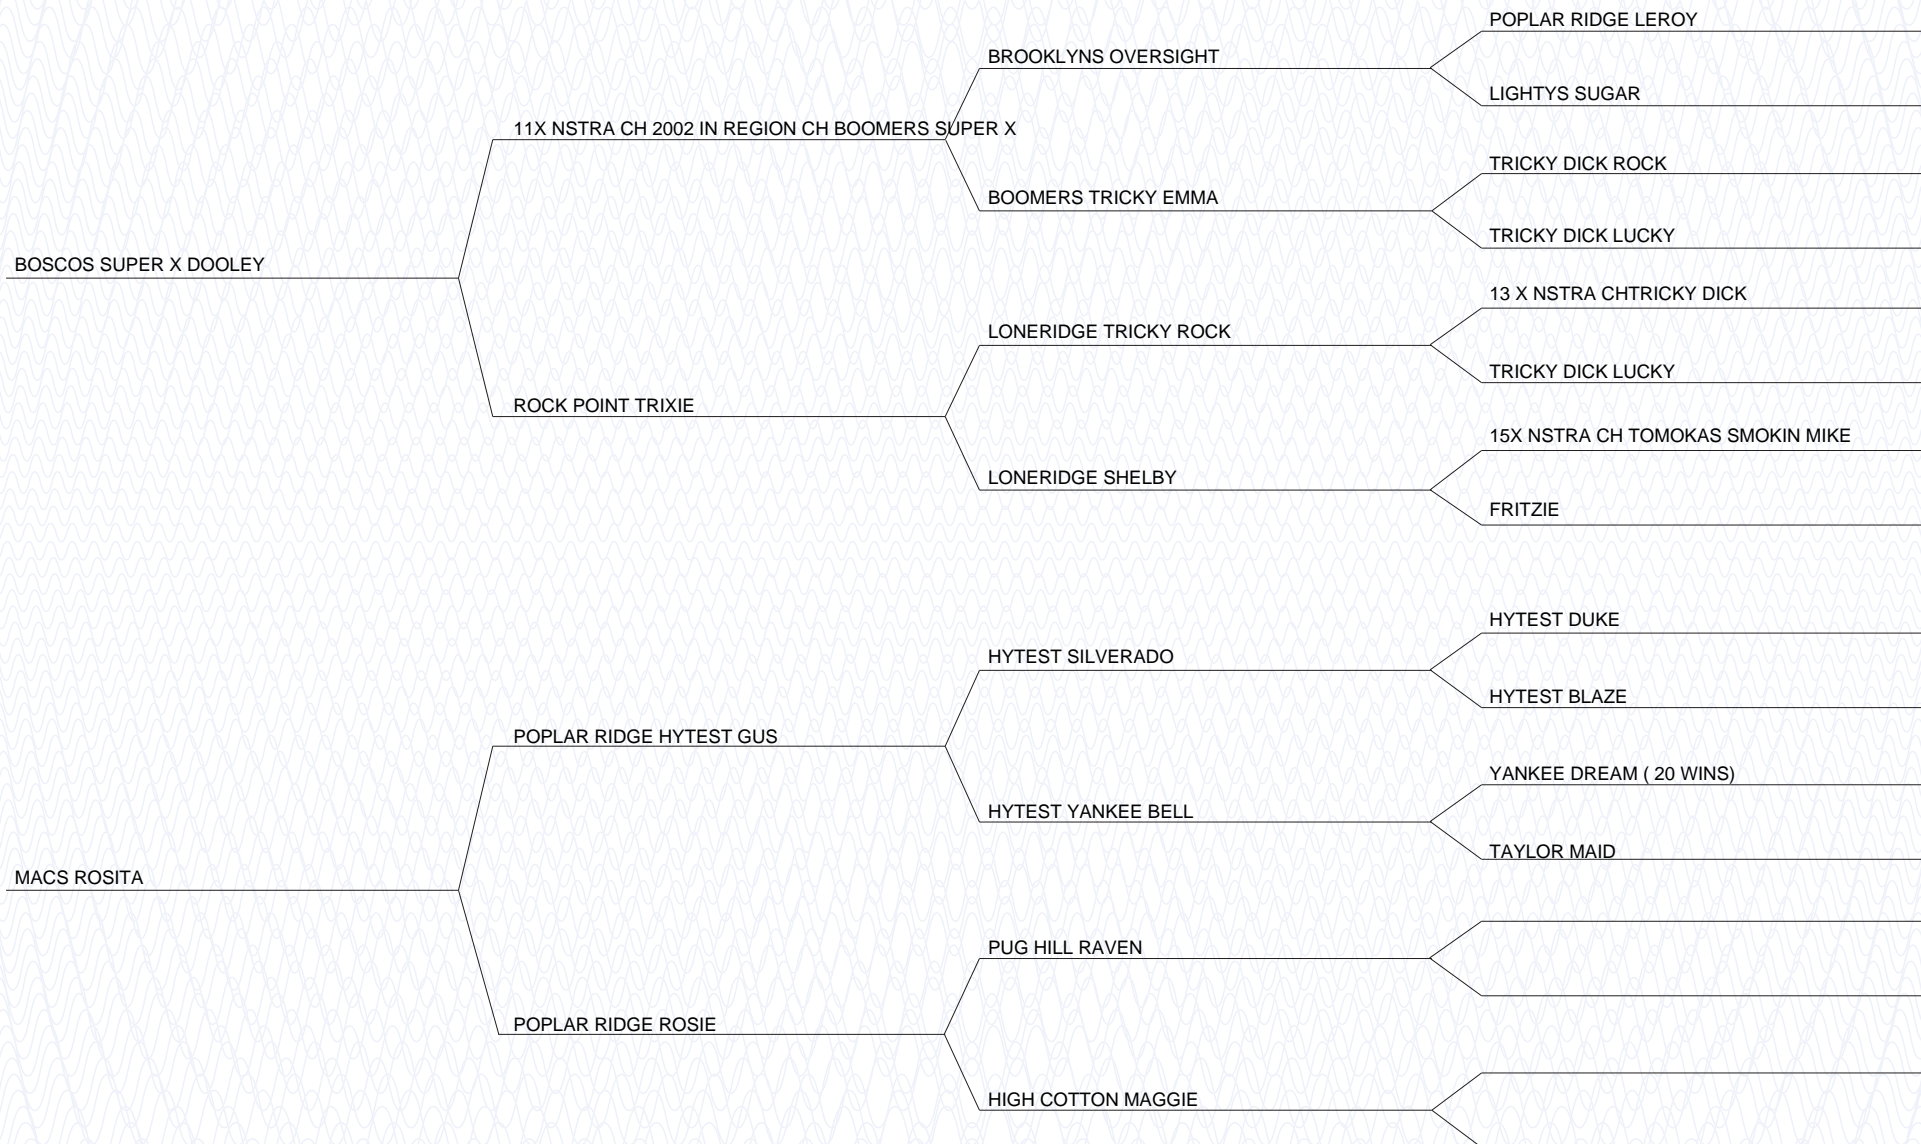 POPLAR RIDGE LEROY
BROOKLYNS OVERSIGHT
LIGHTYS SUGAR
11X NSTRA CH 2002 IN REGION CH BOOMERS SUPER X
TRICKY DICK ROCK
BOOMERS TRICKY EMMA
TRICKY DICK LUCKY
BOSCOS SUPER X DOOLEY
13 X NSTRA CHTRICKY DICK
LONERIDGE TRICKY ROCK
TRICKY DICK LUCKY
ROCK POINT TRIXIE
15X NSTRA CH TOMOKAS SMOKIN MIKE
LONERIDGE SHELBY
FRITZIE
HYTEST DUKE
HYTEST SILVERADO
HYTEST BLAZE
POPLAR RIDGE HYTEST GUS
YANKEE DREAM ( 20 WINS)
HYTEST YANKEE BELL
TAYLOR MAID
MACS ROSITA
PUG HILL RAVEN
POPLAR RIDGE ROSIE
HIGH COTTON MAGGIE